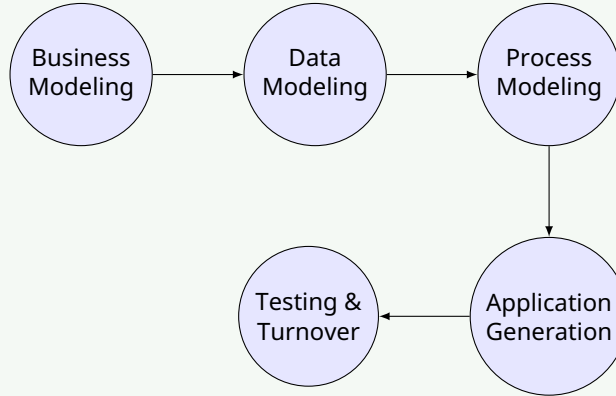 Business
Modeling
Data
Modeling
Process
Modeling
Application
Generation
Testing &
Turnover